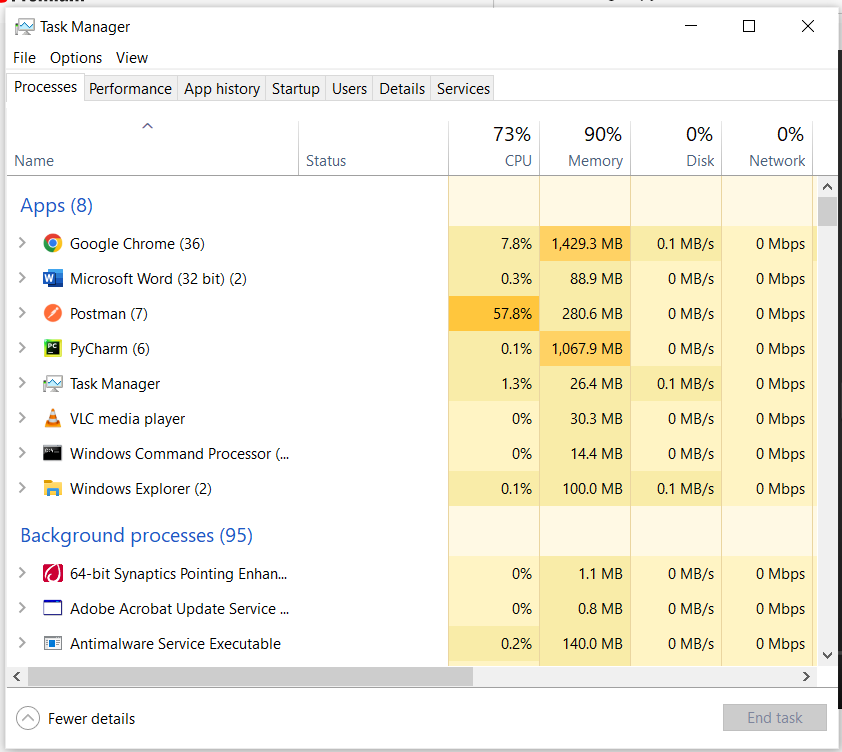 Task Manager
File Options View
Processes Performance App history Startup Users Details Services
73% 90% 0% 0%
Name Status CPU Memory Disk Network
Apps (8)
Google Chrome (36) 7.8% 1,429.3 MB 0.1 MB/s 0 Mbps
Microsoft Word (32 bit) (2) 0.3% 88.9 MB 0 MB/s 0 Mbps
Postman (7) 57.8% 280.6 MB 0 MB/s 0 Mbps
PyCharm (6) 0.1% 1,067.9 MB 0 MB/s 0 Mbps
Task Manager 1.3% 26.4 MB 0.1 MB/s 0 Mbps
VLC media player 0% 30.3 MB 0 MB/s 0 Mbps
Windows Command Processor (... 0% 14.4 MB 0 MB/s 0 Mbps
Windows Explorer (2) 0.1% 100.0 MB 0.1 MB/s 0 Mbps
Background processes (95)
64-bit Synaptics Pointing Enhan... 0% 1.1 MB 0 MB/s 0 Mbps
Adobe Acrobat Update Service ... 0% 0.8 MB 0 MB/s 0 Mbps
Antimalware Service Executable 0.2% 140.0 MB 0 MB/s 0 Mbps
Fewer details End task